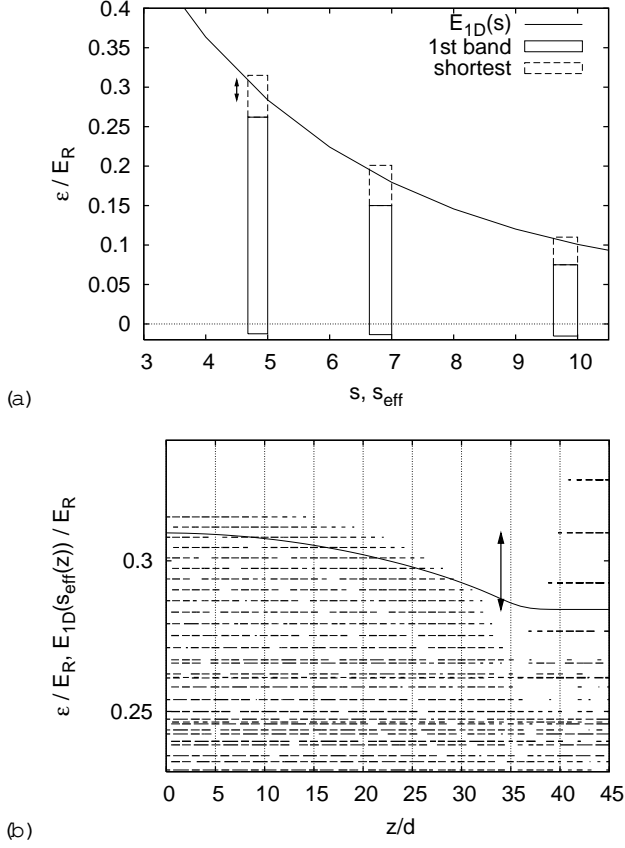 0.4
0.35
0.3
0.25
0.2
0.15
0.1
0.05
0
ε / E_R
E_1D(s)
1st band
shortest
3 4 5 6 7 8 9 10
s, s_eff
(a)
ε / E_R, E_1D(s_eff(z)) / E_R
0.3
0.25
0 5 10 15 20 25 30 35 40 45
z/d
(b)